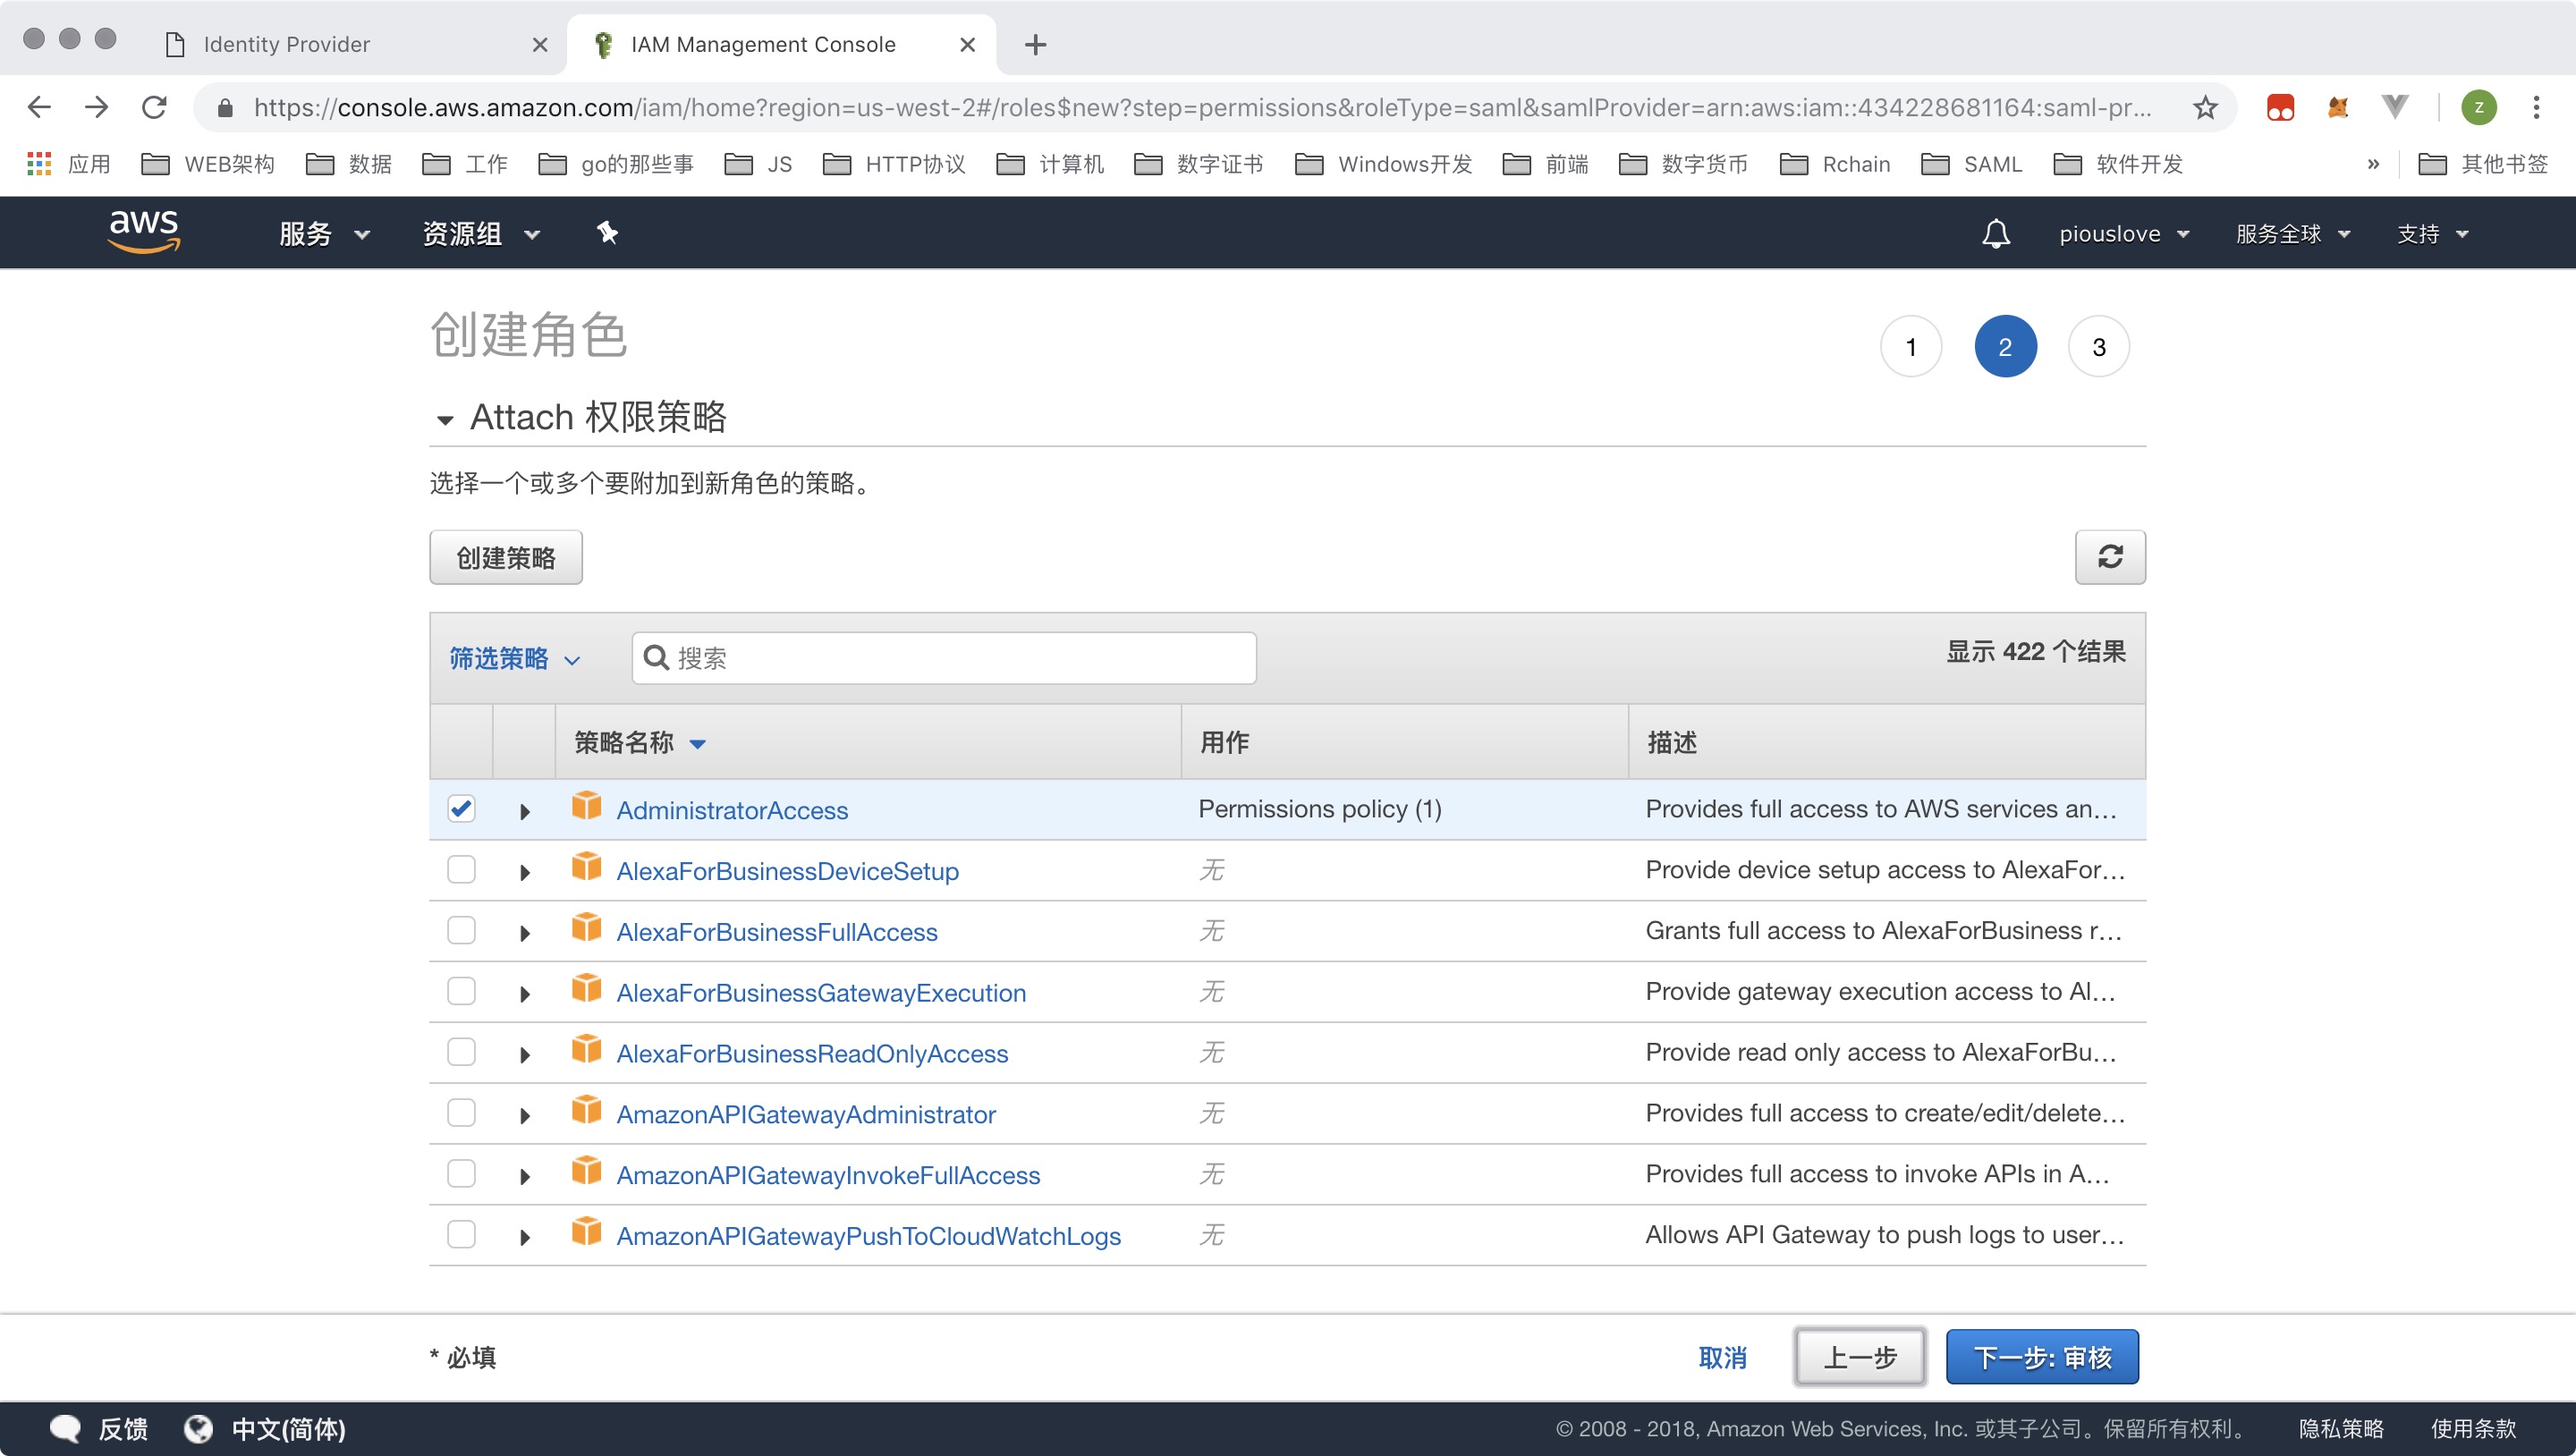 Identity Provider
IAM Management Console
https://console.aws.amazon.com/iam/home?region=us-west-2#/roles$new?step=permissions&roleType=saml&samlProvider=arn:aws:iam::434228681164:saml-pr...
z
应用 WEB架构 数据 工作 go的那些事 JS HTTP协议 计算机 数字证书 Windows开发 前端 数字货币 Rchain SAML 软件开发 » 其他书签
aws 服务 资源组 piouslove 服务全球 支持
创建角色 1 2 3
Attach 权限策略
选择一个或多个要附加到新角色的策略。
创建策略
筛选策略 搜索 显示 422 个结果
策略名称 用作 描述
AdministratorAccess Permissions policy (1) Provides full access to AWS services an...
AlexaForBusinessDeviceSetup 无 Provide device setup access to AlexaFor...
AlexaForBusinessFullAccess 无 Grants full access to AlexaForBusiness r...
AlexaForBusinessGatewayExecution 无 Provide gateway execution access to Al...
AlexaForBusinessReadOnlyAccess 无 Provide read only access to AlexaForBu...
AmazonAPIGatewayAdministrator 无 Provides full access to create/edit/delete...
AmazonAPIGatewayInvokeFullAccess 无 Provides full access to invoke APIs in A...
AmazonAPIGatewayPushToCloudWatchLogs 无 Allows API Gateway to push logs to user...
* 必填 取消 上一步 下一步: 审核
反馈 中文(简体) © 2008 - 2018, Amazon Web Services, Inc. 或其子公司。保留所有权利。 隐私策略 使用条款